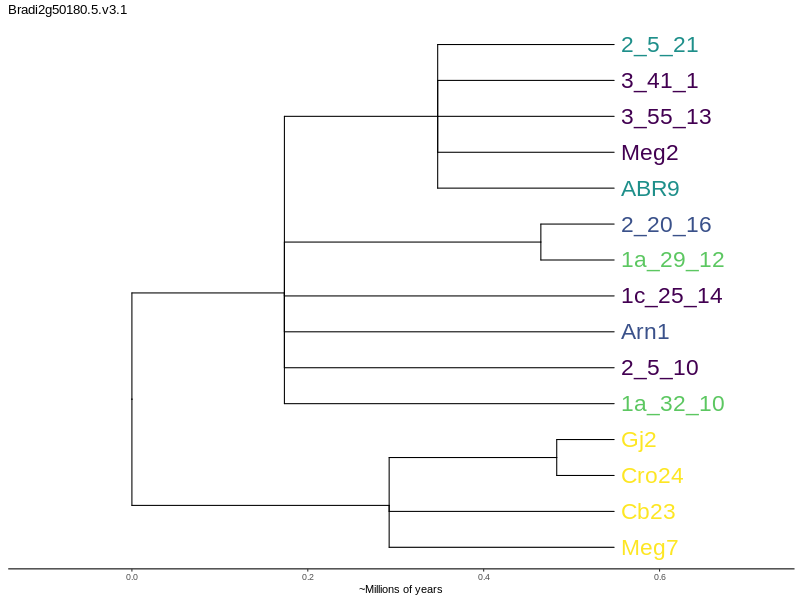 Bradi2g50180.5.v3.1
2_5_21
3_41_1
3_55_13
Meg2
ABR9
2_20_16
1a_29_12
1c_25_14
Arn1
2_5_10
1a_32_10
Gj2
Cro24
Cb23
Meg7
0.0 0.2 0.4 0.6
~Millions of years